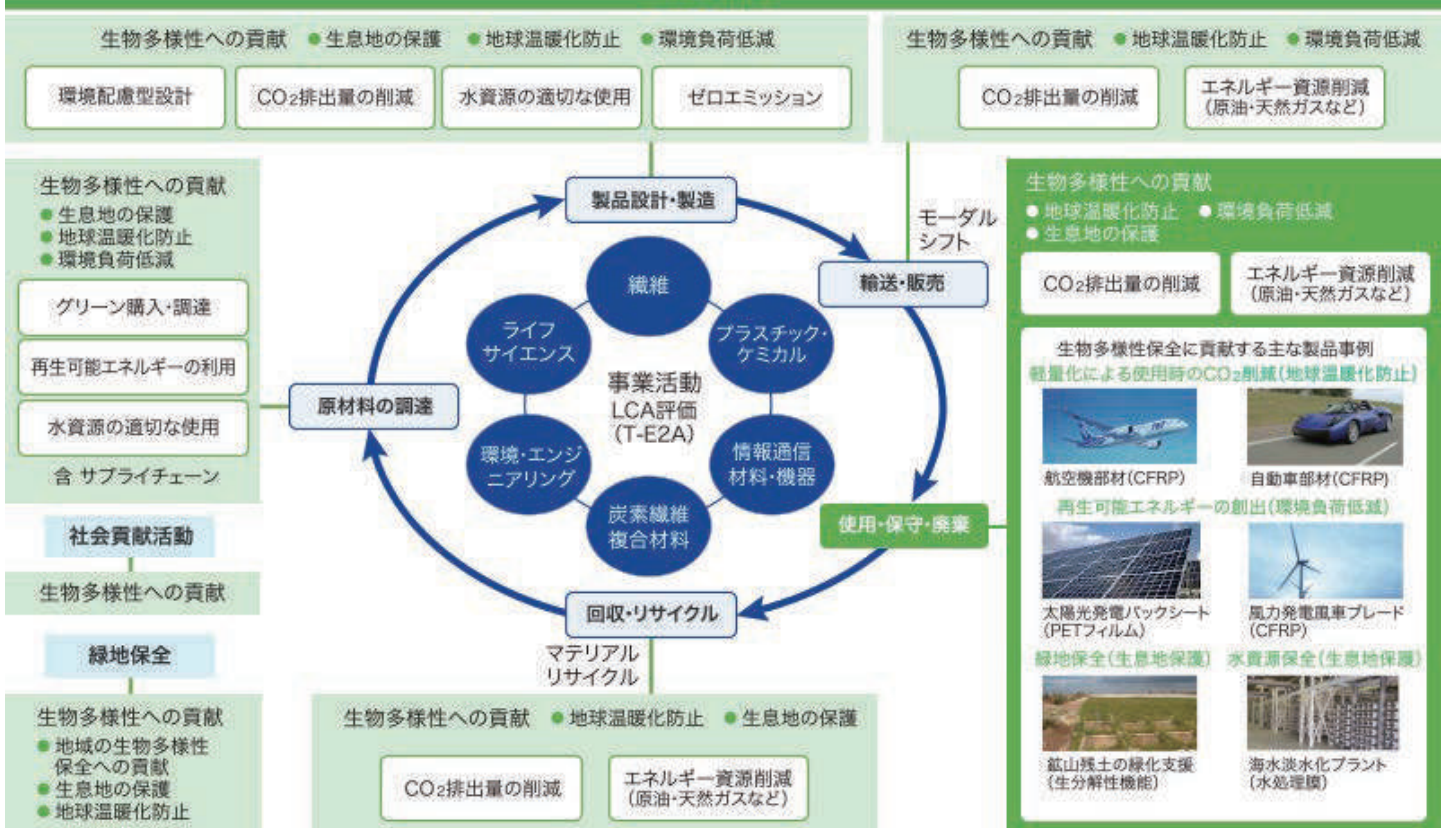 生物多様性への貢献 ●生息地の保護 ●地球温暖化防止 ●環境負荷低減
環境配慮型設計
CO2排出量の削減
水資源の適切な使用
ゼロエミッション
生物多様性への貢献 ●地球温暖化防止 ●環境負荷低減
CO2排出量の削減
エネルギー資源削減
(原油・天然ガスなど)
生物多様性への貢献
●生息地の保護
●地球温暖化防止
●環境負荷低減
グリーン購入・調達
再生可能エネルギーの利用
水資源の適切な使用
含 サプライチェーン
社会貢献活動
生物多様性への貢献
緑地保全
生物多様性への貢献
●地域の生物多様性
保全への貢献
●生息地の保護
●地球温暖化防止
製品設計・製造
モーダル
シフト
輸送・販売
使用・保守・廃棄
回収・リサイクル
マテリアル
リサイクル
原材料の調達
繊維
プラスチック・
ケミカル
情報通信
材料・機器
炭素繊維
複合材料
環境・エンジ
ニアリング
ライフ
サイエンス
事業活動
LCA評価
(T-E2A)
生物多様性への貢献 ●地球温暖化防止 ●生息地の保護
CO2排出量の削減
エネルギー資源削減
(原油・天然ガスなど)
生物多様性への貢献
●地球温暖化防止 ●環境負荷低減
●生息地の保護
CO2排出量の削減
エネルギー資源削減
(原油・天然ガスなど)
生物多様性保全に貢献する主な製品事例
軽量化による使用時のCO2削減(地球温暖化防止)
航空機部材(CFRP)
自動車部材(CFRP)
再生可能エネルギーの創出(環境負荷低減)
太陽光発電バックシート
(PETフィルム)
風力発電風車ブレード
(CFRP)
緑地保全(生息地保護)
水資源保全(生息地保護)
鉱山残土の緑化支援
(生分解性機能)
海水淡水化プラント
(水処理膜)